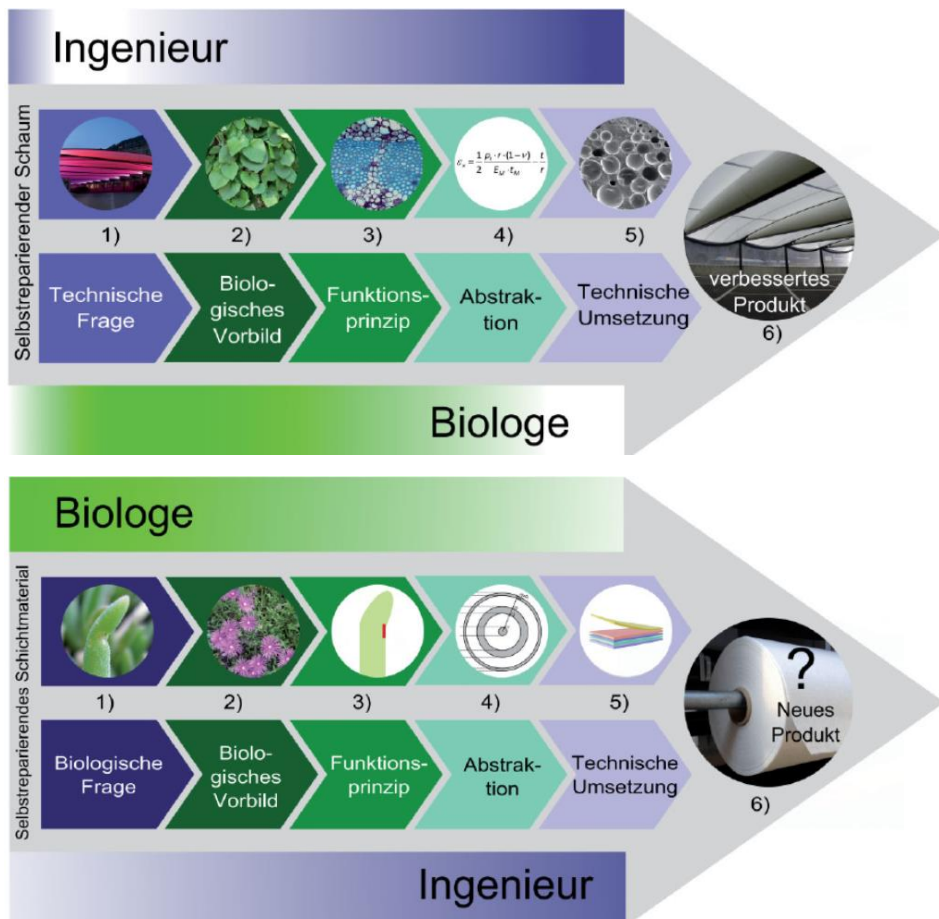 Ingenieur
Selbstreparierender Schaum
1)
2)
3)
4)
5)
Technische
Frage
Biolo-
gisches
Vorbild
Funktions-
prinzip
Abstrak-
tion
Technische
Umsetzung
verbessertes
Produkt
6)
Biologe
Biologe
Selbstreparierendes Schichtmaterial
1)
2)
3)
4)
5)
Biologische
Frage
Biolo-
gisches
Vorbild
Funktions-
prinzip
Abstrak-
tion
Technische
Umsetzung
?
Neues
Produkt
6)
Ingenieur